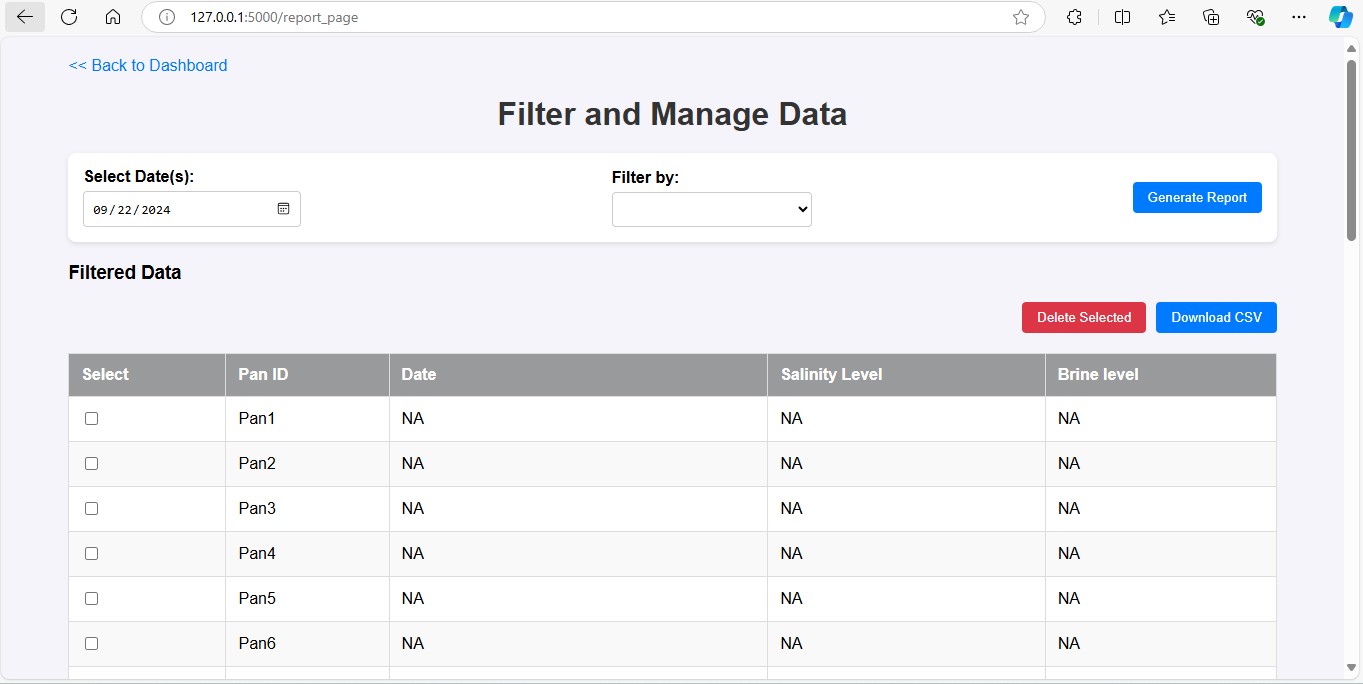 127.0.0.1:5000/report_page
<< Back to Dashboard
Filter and Manage Data
Select Date(s):
Filter by:
09/22/2024
Generate Report
Filtered Data
Delete Selected
Download CSV
Select Pan ID Date Salinity Level Brine level
Pan1 NA NA NA
Pan2 NA NA NA
Pan3 NA NA NA
Pan4 NA NA NA
Pan5 NA NA NA
Pan6 NA NA NA